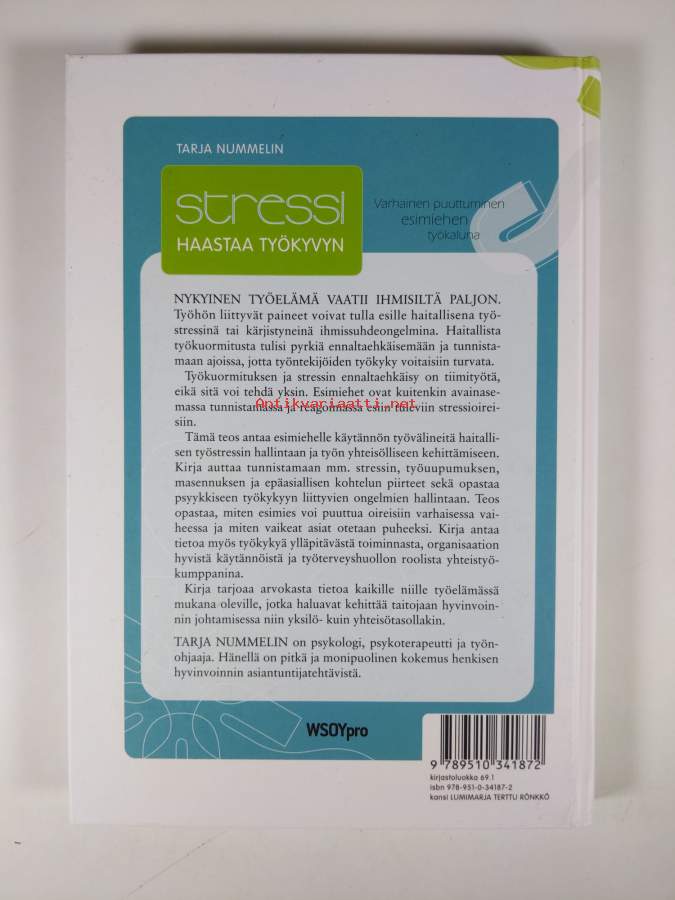 TARJA NUMMELIN
stressi
HAASTAA TYÖKYVYN
Varhainen puuttuminen
esimiehen
työkaluna
NYKYINEN TYÖELÄMÄ VAATII IHMISILTÄ PALJON.
Työhön liittyvät paineet voivat tulla esille haitallisena työ-
stressinä tai kärjistyneinä ihmissuhdeongelmina. Haitallista
työkuormitusta tulisi pyrkiä ennaltaehkäisemään ja tunnista-
maan ajoissa, jotta työntekijöiden työkyky voitaisiin turvata.
Työkuormituksen ja stressin ennaltaehkäisy on tiimityötä,
eikä sitä voi tehdä yksin. Esimiehet ovat kuitenkin avainase-
massa tunnistamassa ja reagoimassa esiin tuleviin stressioirei-
siin.
Antikvariaatti.net
Tämä teos antaa esimiehelle käytännön työvälineitä haitalli-
sen työstressin hallintaan ja työn yhteisölliseen kehittämiseen.
Kirja auttaa tunnistamaan mm. stressin, työuupumuksen,
masennuksen ja epäasiallisen kohtelun piirteet sekä opastaa
psyykkiseen työkykyyn liittyvien ongelmien hallintaan. Teos
opastaa, miten esimies voi puuttua oireisiin varhaisessa vai-
heessa ja miten vaikeat asiat otetaan puheeksi. Kirja antaa
tietoa myös työkykyä ylläpitävästä toiminnasta, organisaation
hyvistä käytännöistä ja työterveyshuollon roolista yhteistyö-
kumppanina.
Kirja tarjoaa arvokasta tietoa kaikille niille työelämässä
mukana oleville, jotka haluavat kehittää taitojaan hyvinvoin-
nin johtamisessa niin yksilö- kuin yhteisötasollakin.
TARJA NUMMELIN on psykologi, psykoterapeutti ja työn-
ohjaaja. Hänellä on pitkä ja monipuolinen kokemus henkisen
hyvinvoinnin asiantuntijatehtävistä.
WSOYpro
9 789510 341872
kirjastoluokka 69.1
isbn 978-951-0-34187-2
kansi LUMIMARJA TERTTU RÖNKKÖ